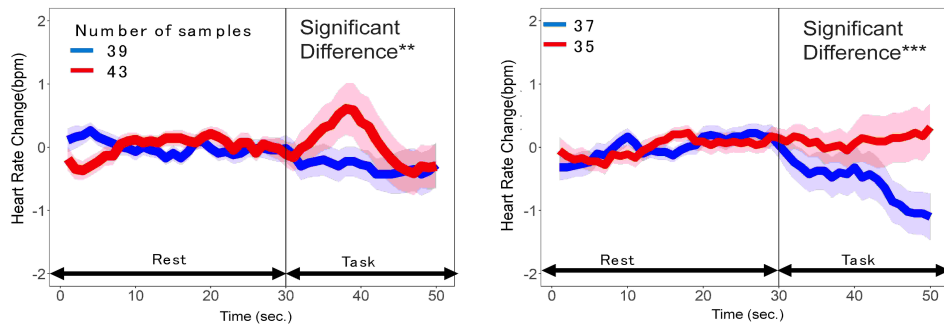 2
1
0
-1
-2
Heart Rate Change(bpm)
Number of samples
39
43
Significant
Difference**
Rest
Task
0
10
20
30
40
50
Time (sec.)
2
1
0
-1
-2
Heart Rate Change(bpm)
37
35
Significant
Difference***
Rest
Task
0
10
20
30
40
50
Time (sec.)